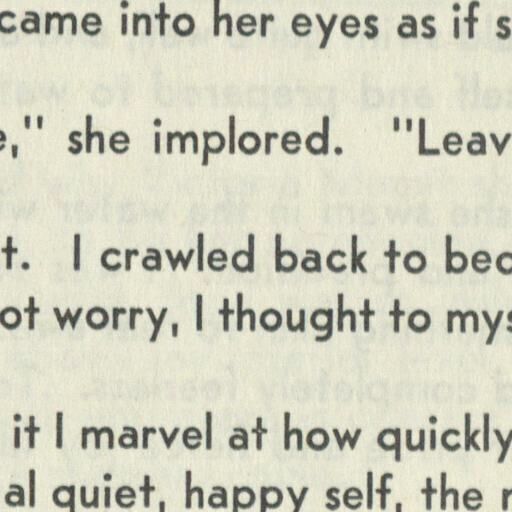 came into her eyes as if s
e," she implored. "Leav
t. I crawled back to bed
ot worry, I thought to mys
it I marvel at how quickly
al quiet, happy self, the r